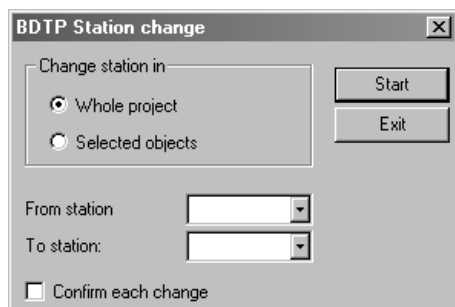 BDTP Station change
Change station in
Whole project
Selected objects
Start
Exit
From station
To station:
Confirm each change